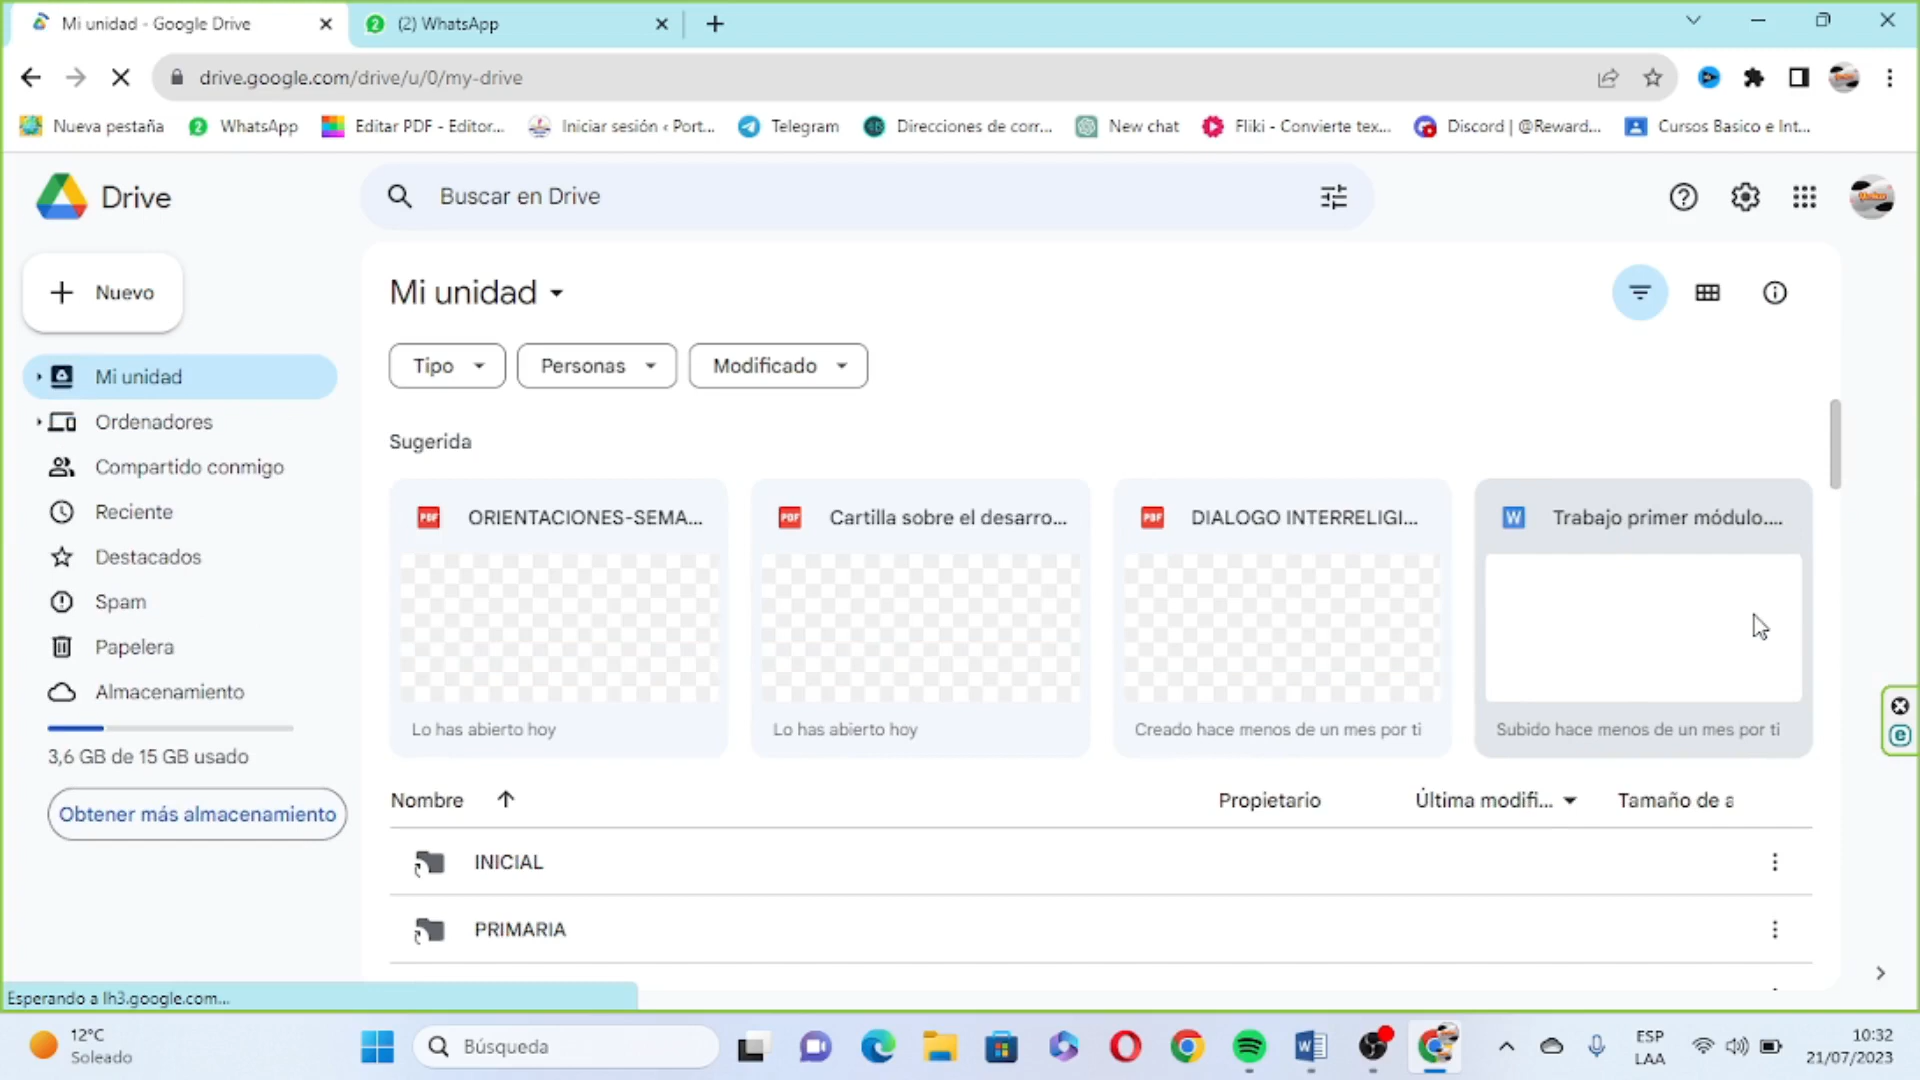 Mi unidad - Google Drive
(2) WhatsApp
drive.google.com/drive/u/0/my-drive
Nueva pestaña
WhatsApp
Editar PDF - Editor...
Iniciar sesión ‹ Port...
Telegram
Direcciones de corr...
New chat
Fliki - Convierte tex...
Discord | @Reward...
Cursos Basico e Int...
Drive
Buscar en Drive
Nuevo
Mi unidad
Ordenadores
Compartido conmigo
Reciente
Destacados
Spam
Papelera
Almacenamiento
3,6 GB de 15 GB usado
Obtener más almacenamiento
Mi unidad
Tipo
Personas
Modificado
Sugerida
PDF ORIENTACIONES-SEMA...
PDF Cartilla sobre el desarro...
PDF DIALOGO INTERRELIGI...
W Trabajo primer módulo....
Lo has abierto hoy
Lo has abierto hoy
Creado hace menos de un mes por ti
Subido hace menos de un mes por ti
Nombre
Propietario
Última modifi...
Tamaño de a
INICIAL
PRIMARIA
Esperando a lh3.google.com...
12°C
Soleado
Búsqueda
ESP
LAA
10:32
21/07/2023